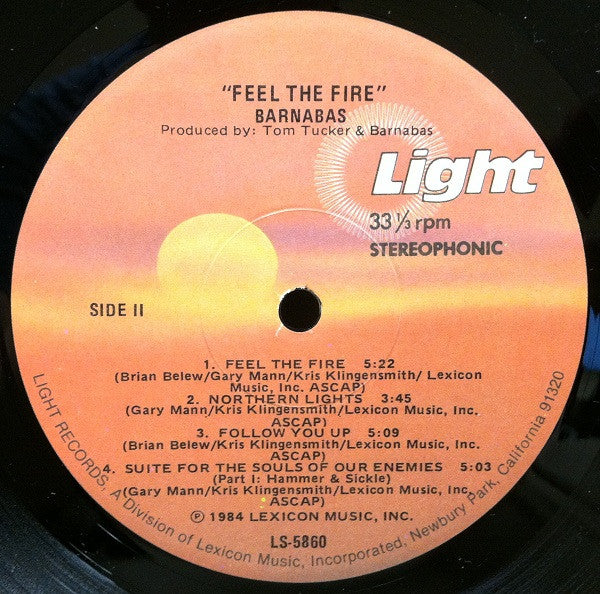 "FEEL THE FIRE"
BARNABAS
Produced by: Tom Tucker & Barnabas
Light
33 ⅓ rpm
STEREOPHONIC
SIDE II
1. FEEL THE FIRE 5:22
(Brian Belew/Gary Mann/Kris Klingensmith/ Lexicon
Music, Inc. ASCAP)
2. NORTHERN LIGHTS 3:45
(Gary Mann/Kris Klingensmith/Lexicon Music, Inc.
ASCAP)
3. FOLLOW YOU UP 5:09
(Brian Belew/Kris Klingensmith/Lexicon Music, Inc.
ASCAP)
4. SUITE FOR THE SOULS OF OUR ENEMIES 5:03
(Part I: Hammer & Sickle)
(Gary Mann/Kris Klingensmith/Lexicon Music, Inc.
ASCAP)
℗ 1984 LEXICON MUSIC, INC.
LS-5860
LIGHT RECORDS, A Division of Lexicon Music, Incorporated. Newbury Park, California 91320